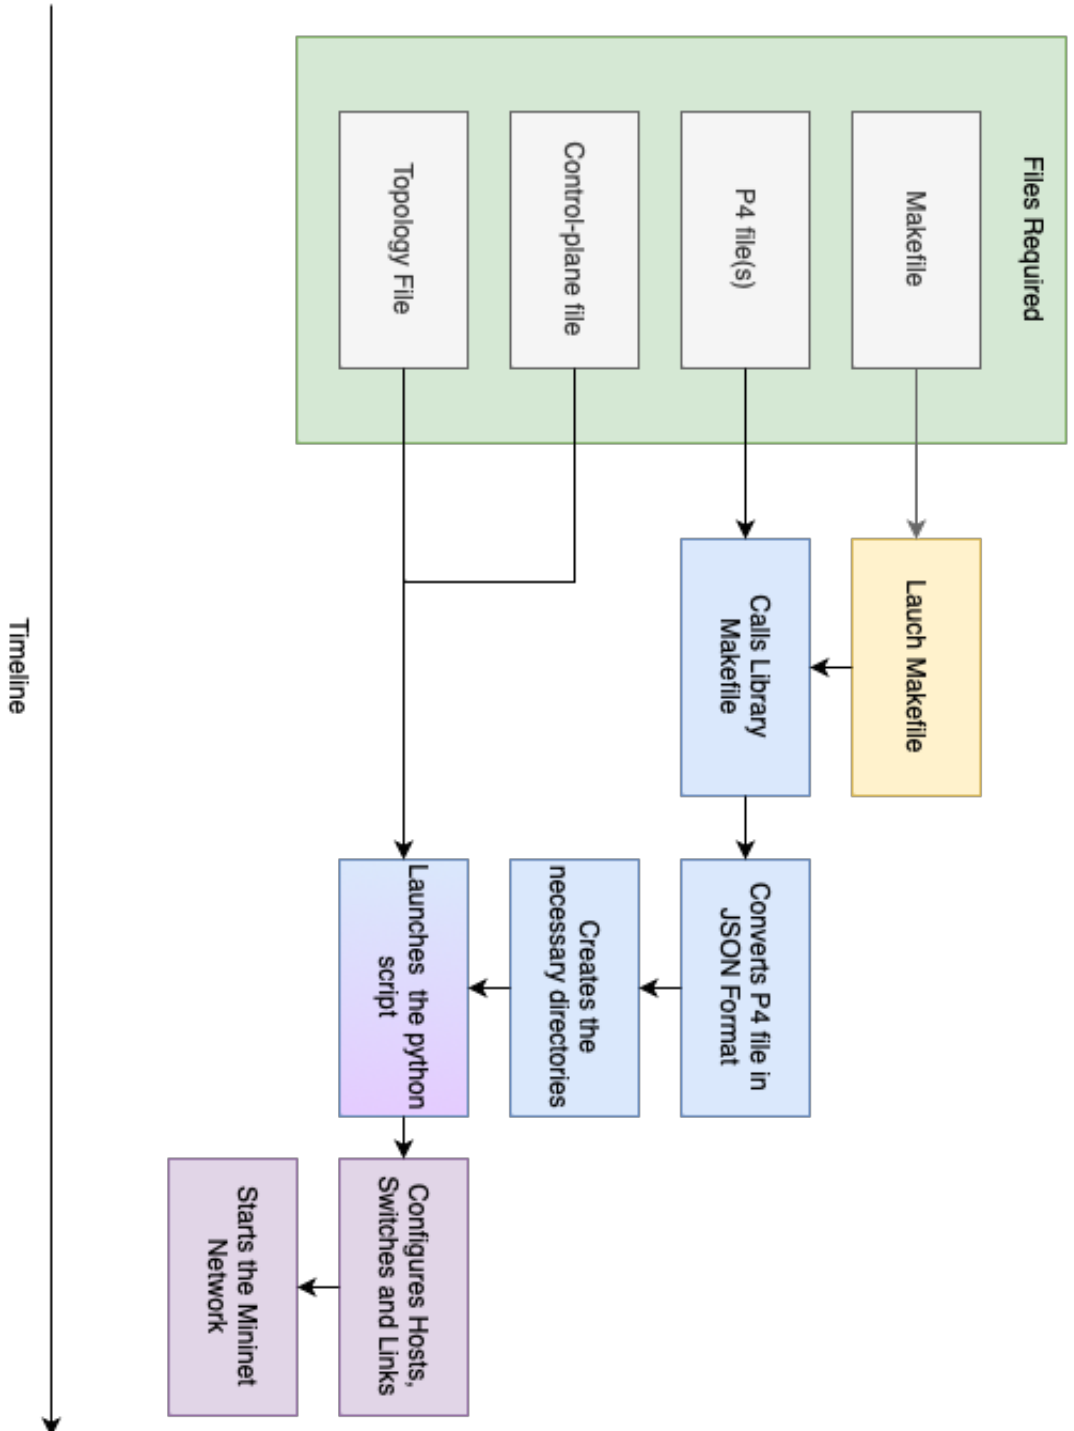 Files Required
Makefile
Lauch Makefile
P4 file(s)
Calls Library
Makefile
Converts P4 file in
JSON Format
Control-plane file
Creates the
necessary directories
Topology File
Launches the python
script
Configures Hosts,
Switches and Links
Starts the Mininet
Network
Timeline